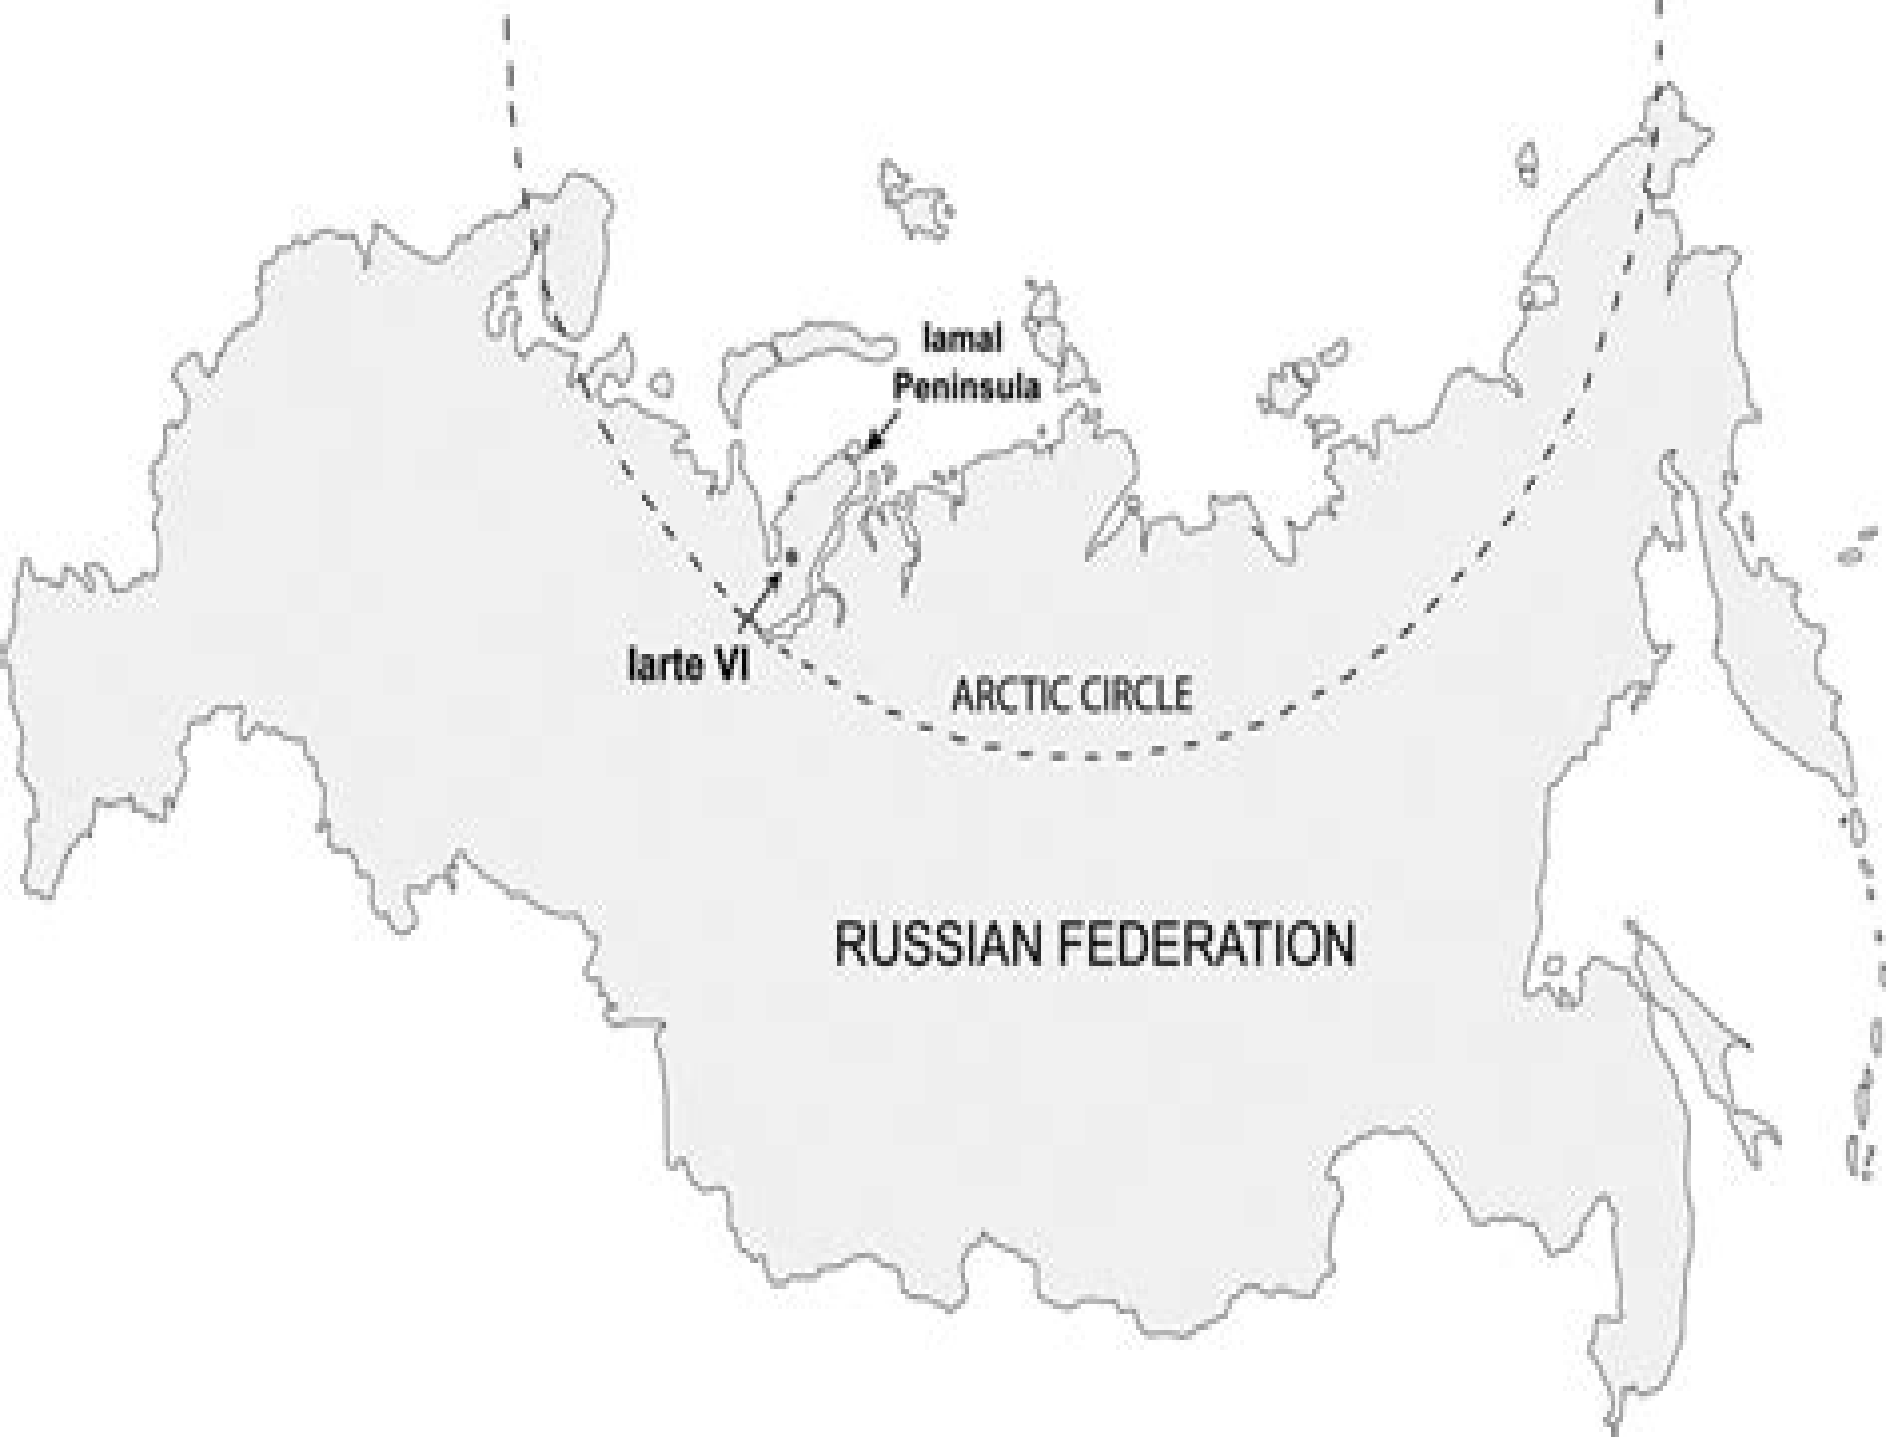 Iamal
Peninsula
Iarte VI
ARCTIC CIRCLE
RUSSIAN FEDERATION